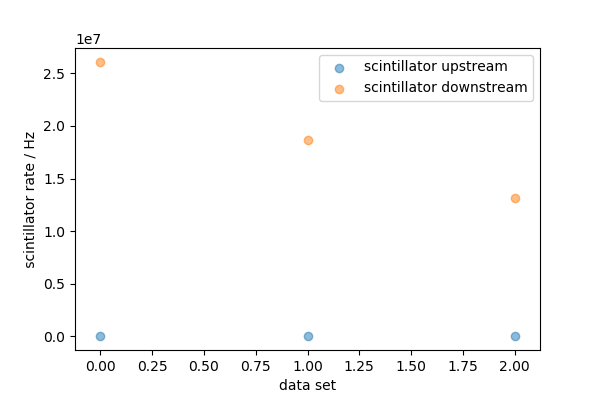 1e7
scintillator upstream
scintillator downstream
2.5
2.0
1.5
1.0
0.5
0.0
scintillator rate / Hz
0.00 0.25 0.50 0.75 1.00 1.25 1.50 1.75 2.00
data set